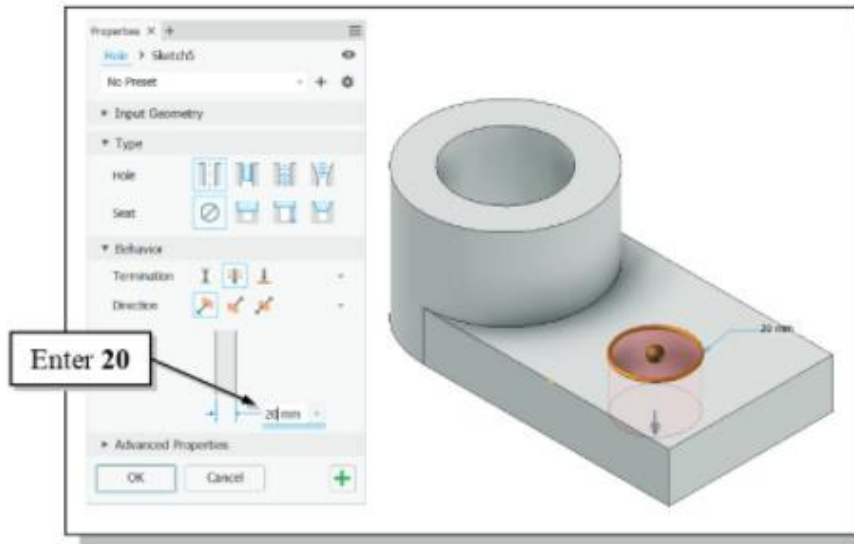 Properties × +
Hole > Sketch5
No Preset
Input Geometry
Type
Hole
Seat
Behavior
Termination
Direction
20 mm
Enter 20
20 mm
Advanced Properties
OK Cancel